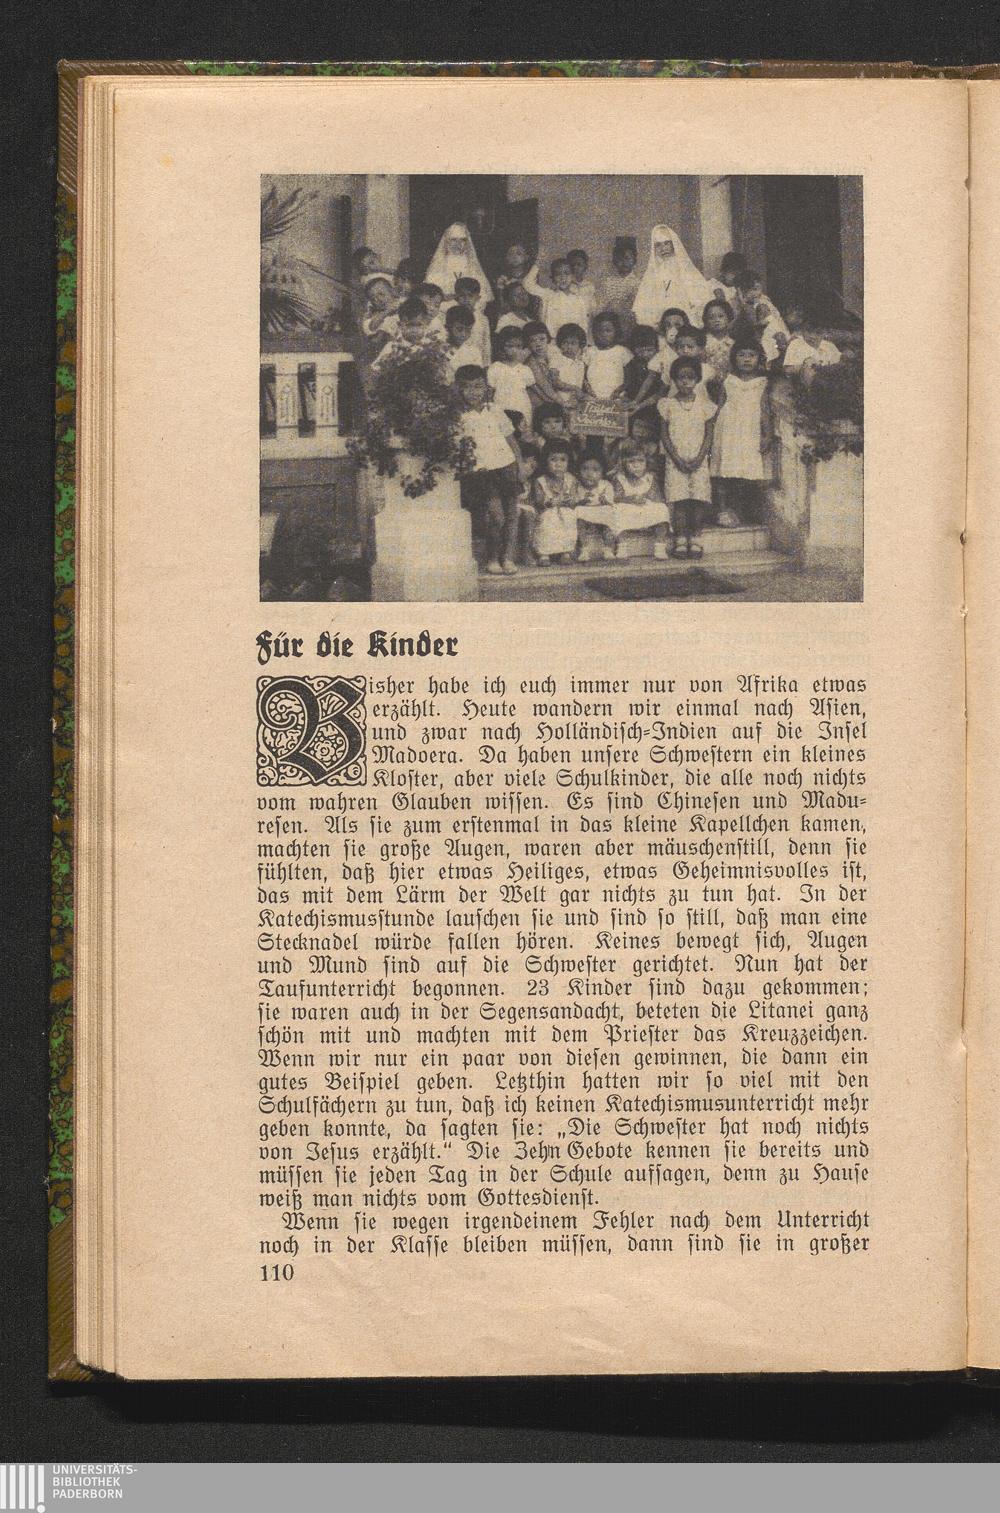 Für die Kinder
Bisher habe ich euch immer nur von Afrika etwas
erzählt. Heute wandern wir einmal nach Asien,
und zwar nach Holländisch-Indien auf die Insel
Madoera. Da haben unsere Schwestern ein kleines
Kloster, aber viele Schulkinder, die alle noch nichts
vom wahren Glauben wissen. Es sind Chinesen und Madu-
resen. Als sie zum erstenmal in das kleine Kapellchen kamen,
machten sie große Augen, waren aber mäuschenstill, denn sie
fühlten, daß hier etwas Heiliges, etwas Geheimnisvolles ist,
das mit dem Lärm der Welt gar nichts zu tun hat. In der
Katechismusstunde lauschen sie und sind so still, daß man eine
Stecknadel würde fallen hören. Keines bewegt sich, Augen
und Mund sind auf die Schwester gerichtet. Nun hat der
Taufunterricht begonnen. 23 Kinder sind dazu gekommen;
sie waren auch in der Segensandacht, beteten die Litanei ganz
schön mit und machten mit dem Priester das Kreuzzeichen.
Wenn wir nur ein paar von diesen gewinnen, die dann ein
gutes Beispiel geben. Letzthin hatten wir so viel mit den
Schulfächern zu tun, daß ich keinen Katechismusunterricht mehr
geben konnte, da sagten sie: „Die Schwester hat noch nichts
von Jesus erzählt.“ Die Zehn Gebote kennen sie bereits und
müssen sie jeden Tag in der Schule aufsagen, denn zu Hause
weiß man nichts vom Gottesdienst.
Wenn sie wegen irgendeinem Fehler nach dem Unterricht
noch in der Klasse bleiben müssen, dann sind sie in großer
110
UNIVERSITÄTS-
BIBLIOTHEK
PADERBORN